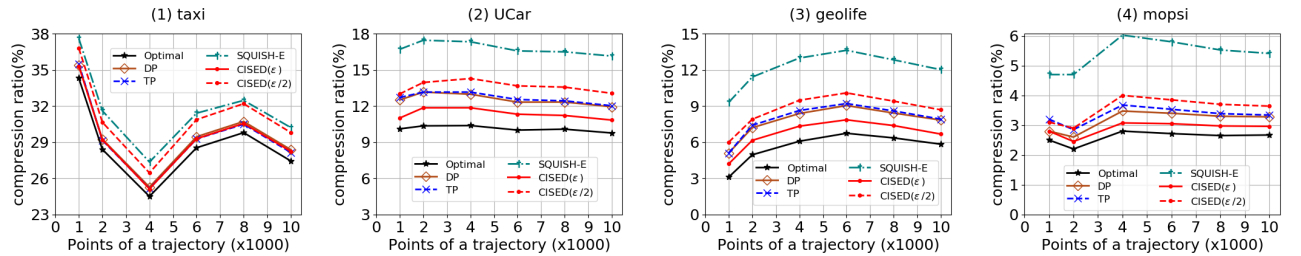 (1) taxi
compression ratio(%)
38
35
32
29
26
23
Optimal
DP
TP
SQUISH-E
CISED(ε)
CISED(ε/2)
0 1 2 3 4 5 6 7 8 9 10
Points of a trajectory (x1000)
(2) UCar
compression ratio(%)
18
15
12
9
6
3
Optimal
DP
TP
SQUISH-E
CISED(ε)
CISED(ε/2)
0 1 2 3 4 5 6 7 8 9 10
Points of a trajectory (x1000)
(3) geolife
compression ratio(%)
15
12
9
6
3
0
Optimal
DP
TP
SQUISH-E
CISED(ε)
CISED(ε/2)
0 1 2 3 4 5 6 7 8 9 10
Points of a trajectory (x1000)
(4) mopsi
compression ratio(%)
6
5
4
3
2
1
0
Optimal
DP
TP
SQUISH-E
CISED(ε)
CISED(ε/2)
0 1 2 3 4 5 6 7 8 9 10
Points of a trajectory (x1000)